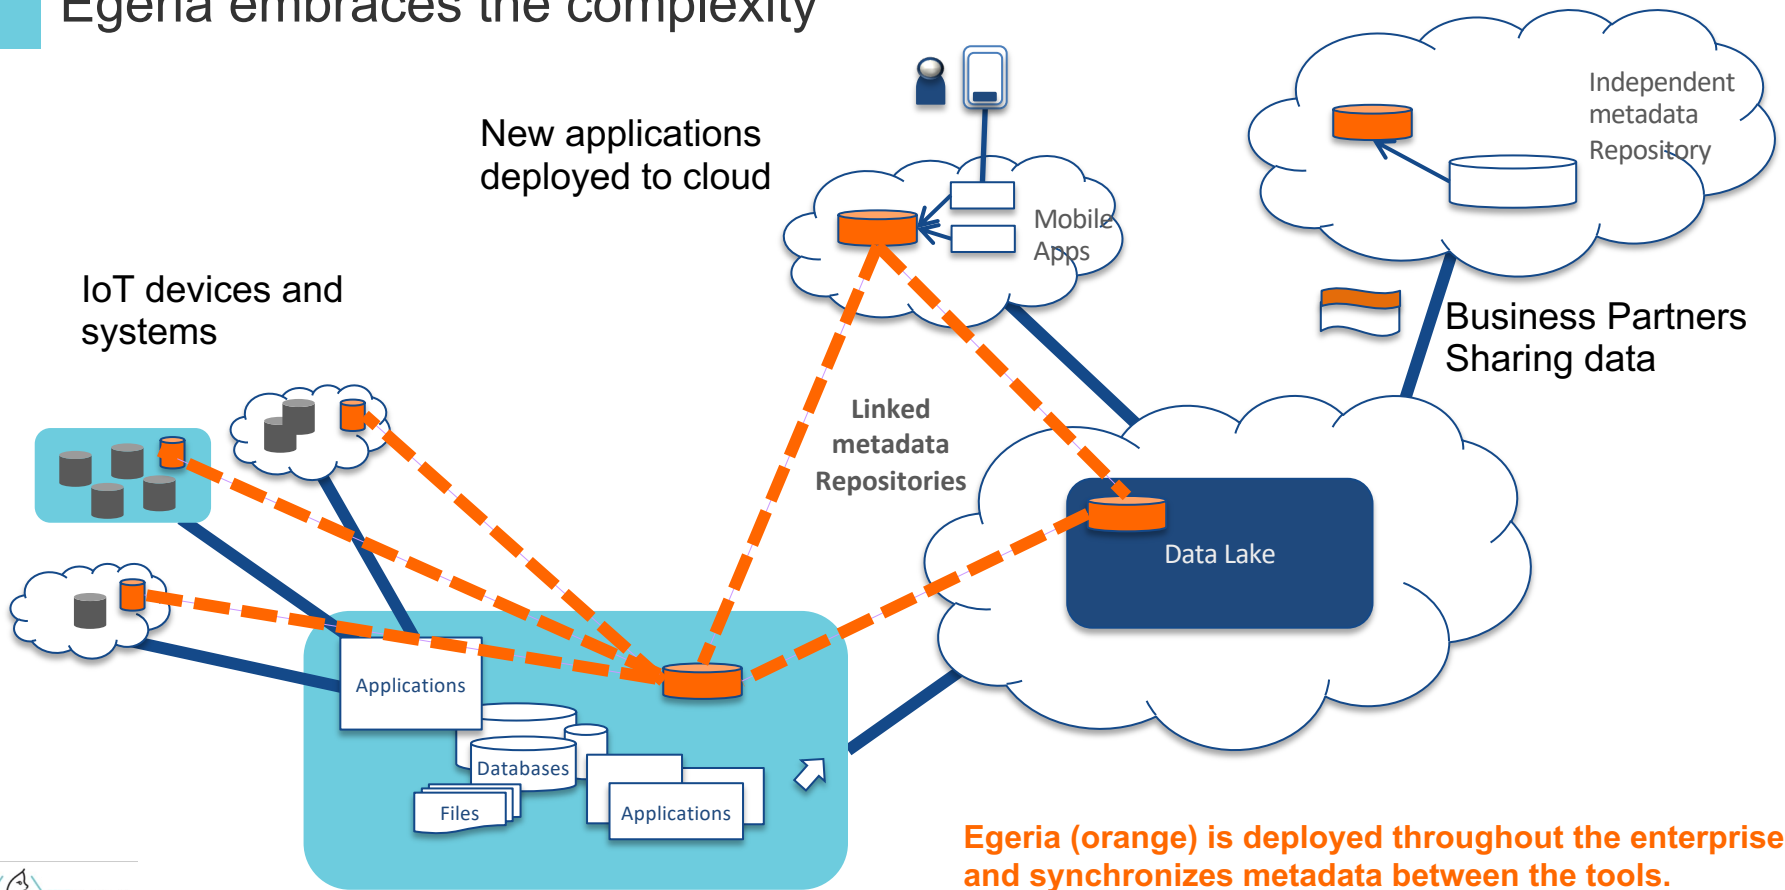 Egeria embraces the complexity
Independent
metadata
Repository
New applications
deployed to cloud
Mobile
Apps
IoT devices and
systems
Business Partners
Sharing data
Linked
metadata
Repositories
Data Lake
Applications
Databases
Files
Applications
Egeria (orange) is deployed throughout the enterprise
and synchronizes metadata between the tools.